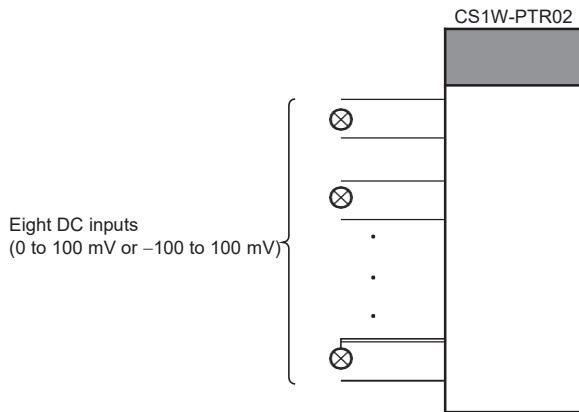 CS1W-PTR02
Eight DC inputs
(0 to 100 mV or −100 to 100 mV)